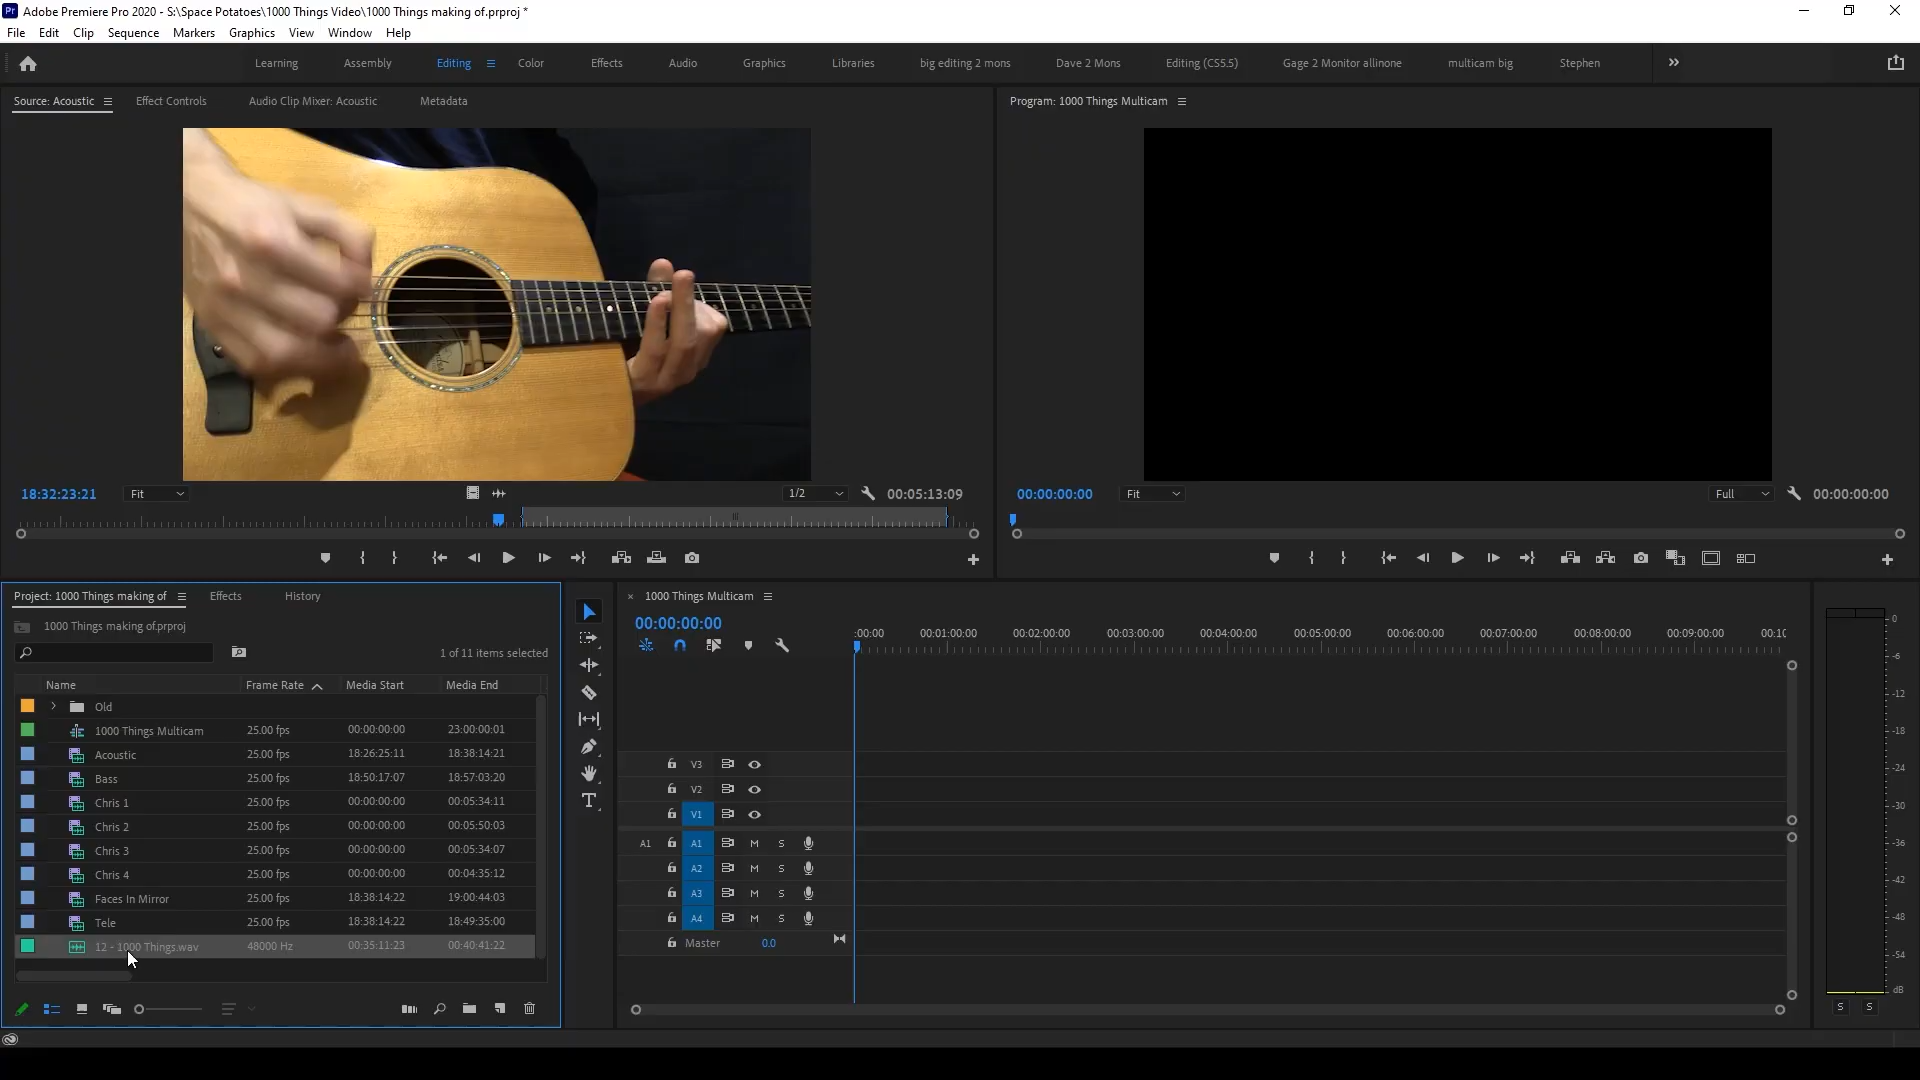 Adobe Premiere Pro 2020 - S:\Space Potatoes\1000 Things Video\1000 Things making of.prproj *
File Edit Clip Sequence Markers Graphics View Window Help
Learning Assembly Editing Color Effects Audio Graphics Libraries big editing 2 mons Dave 2 Mons Editing (CS5.5) Gage 2 Monitor allinone multicam big Stephen
Source: Acoustic Effect Controls Audio Clip Mixer: Acoustic Metadata
Program: 1000 Things Multicam
18:32:23:21 Fit 1/2 00:05:13:09
00:00:00:00 Fit Full 00:00:00:00
Project: 1000 Things making of Effects History
1000 Things making of.prproj
1 of 11 items selected
Name Frame Rate Media Start Media End
Old
1000 Things Multicam 25.00 fps 00:00:00:00 23:00:00:01
Acoustic 25.00 fps 18:26:25:11 18:38:14:21
Bass 25.00 fps 18:50:17:07 18:57:03:20
Chris 1 25.00 fps 00:00:00:00 00:05:34:11
Chris 2 25.00 fps 00:00:00:00 00:05:50:03
Chris 3 25.00 fps 00:00:00:00 00:05:34:07
Chris 4 25.00 fps 00:00:00:00 00:04:35:12
Faces In Mirror 25.00 fps 18:38:14:22 19:00:44:03
Tele 25.00 fps 18:38:14:22 18:49:35:00
12 - 1000 Things.wav 48000 Hz 00:35:11:23 00:40:41:22
1000 Things Multicam
00:00:00:00
:00:00 00:01:00:00 00:02:00:00 00:03:00:00 00:04:00:00 00:05:00:00 00:06:00:00 00:07:00:00 00:08:00:00 00:09:00:00 00:10
V3
V2
V1
A1 A1 M S
A2 M S
A3 M S
A4 M S
Master 0.0
0
-6
-12
-18
-24
-30
-36
-42
-48
-54
dB
S S